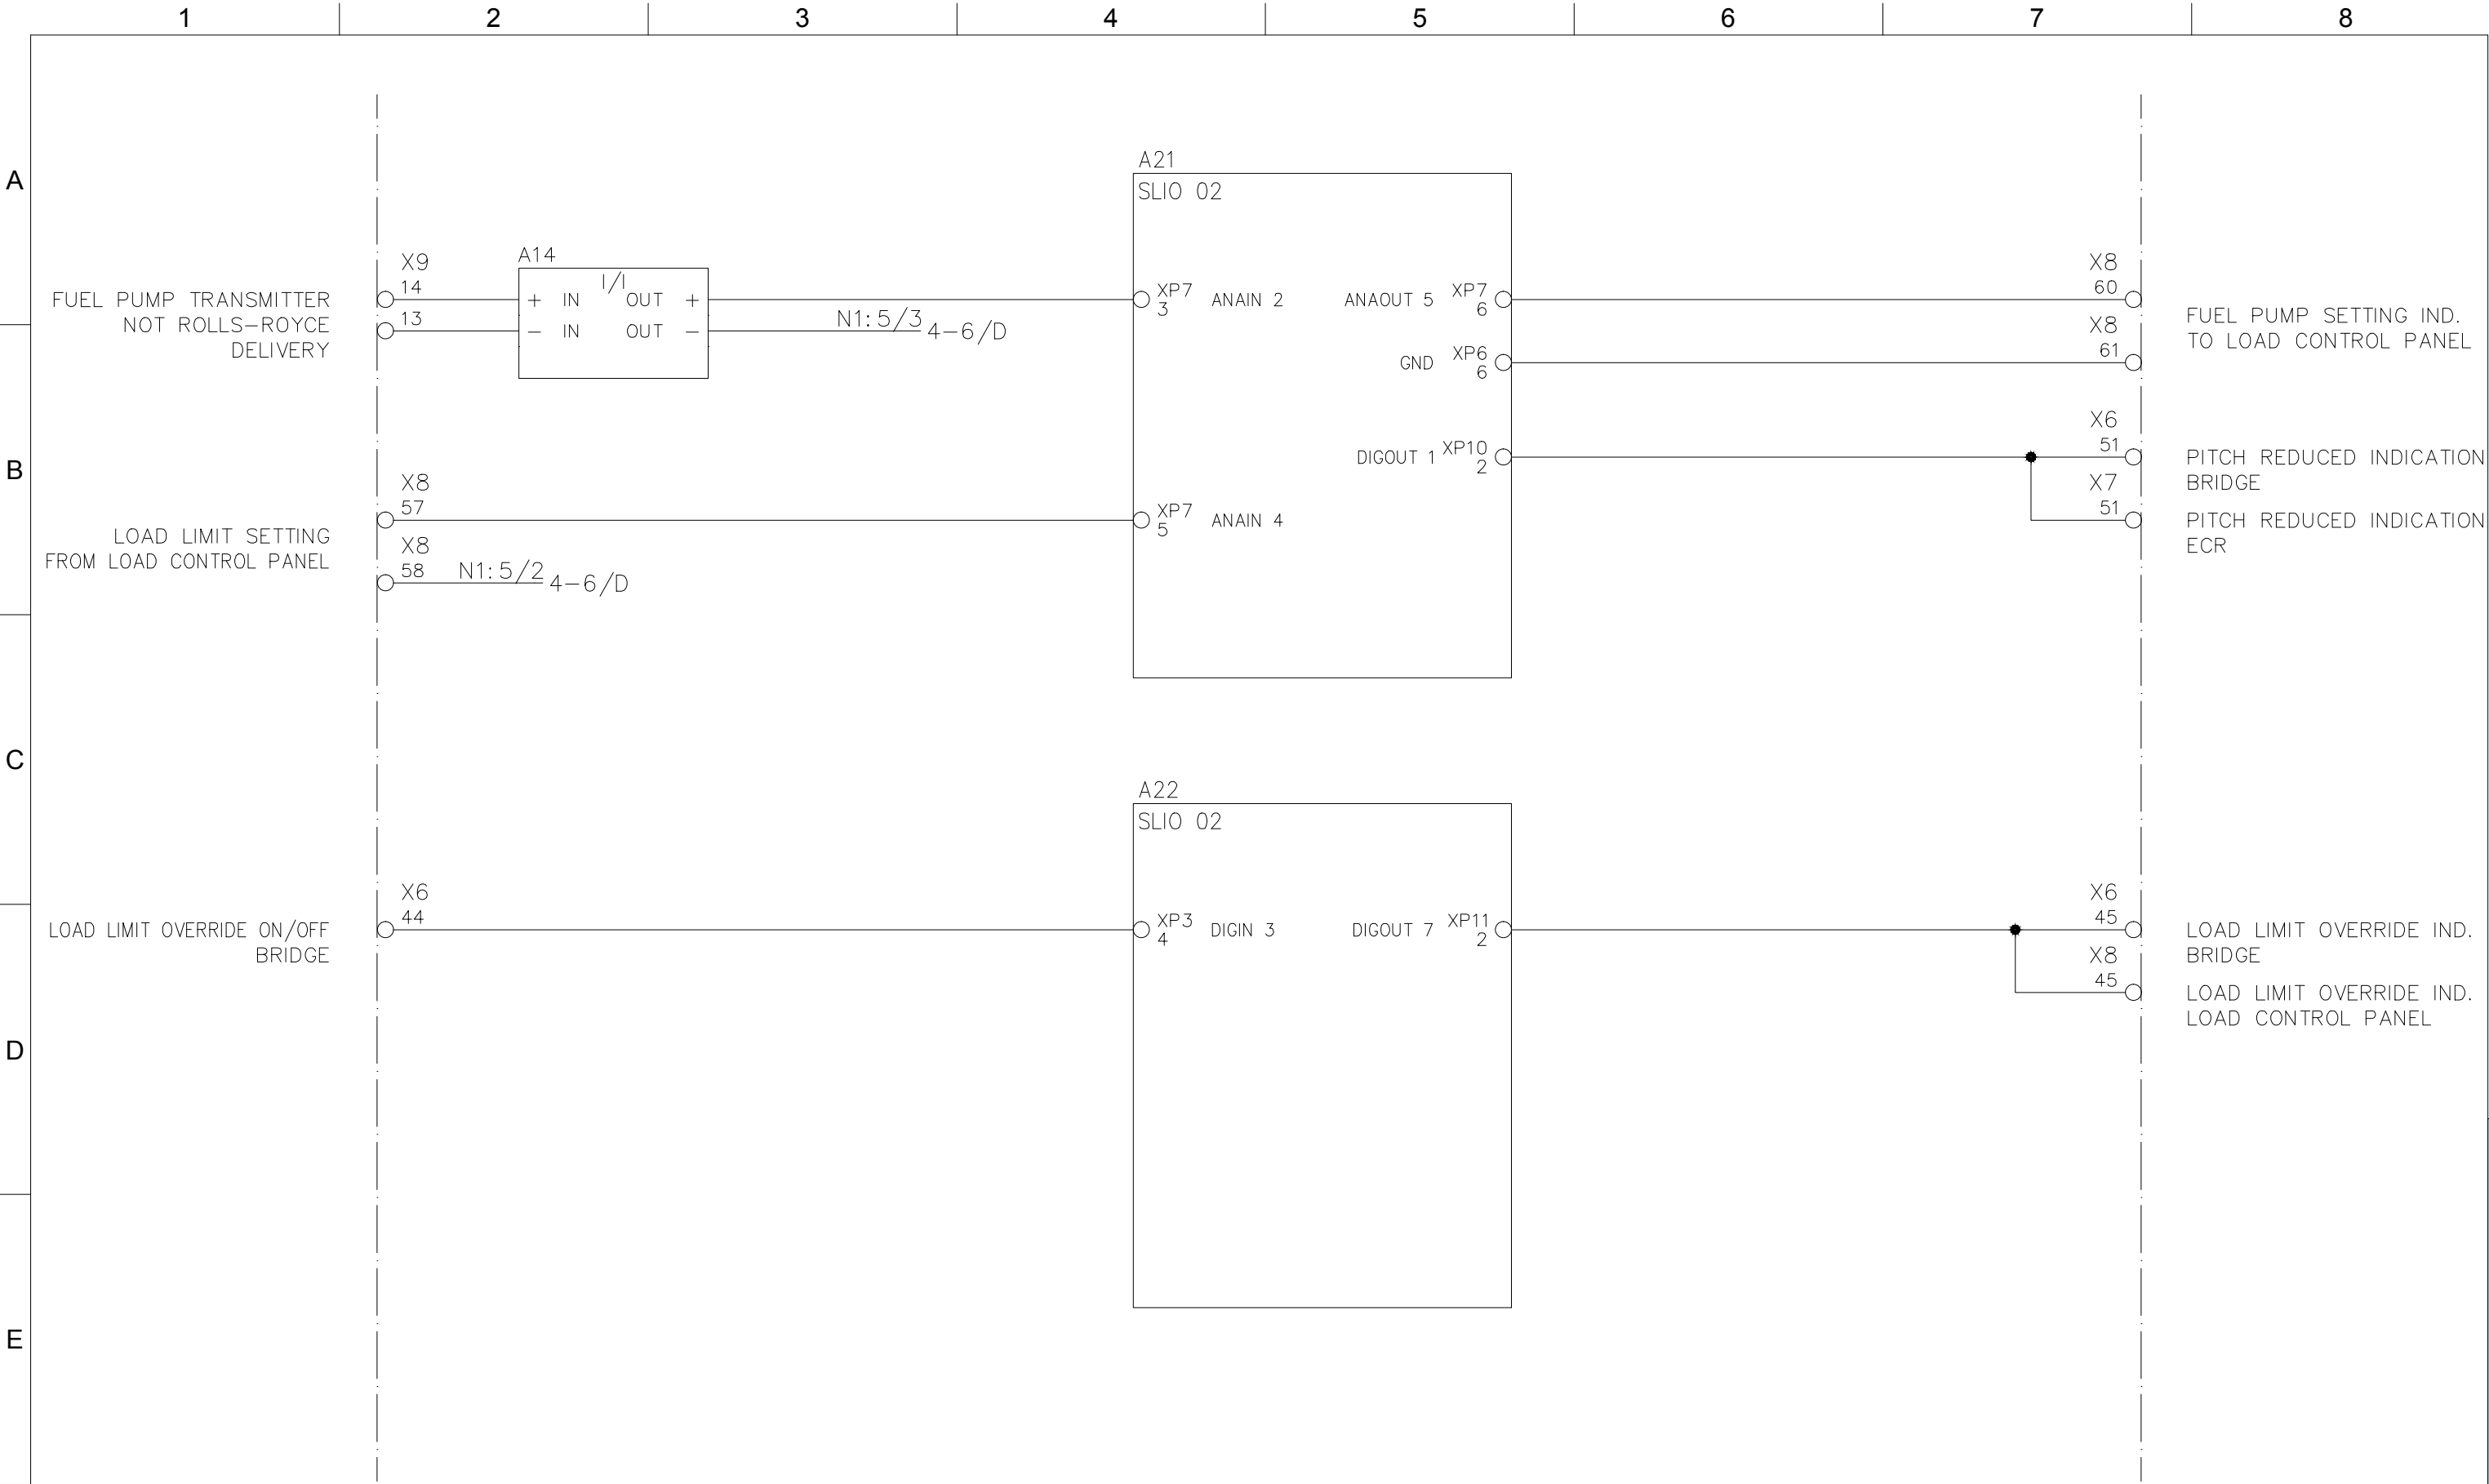 1 2 3 4 5 6 7 8
A
B
C
D
E
FUEL PUMP TRANSMITTER
NOT ROLLS-ROYCE
DELIVERY
X9
14
13
A14
I/I
+ IN OUT +
- IN OUT -
N1:5/3 4-6/D
LOAD LIMIT SETTING
FROM LOAD CONTROL PANEL
X8
57
X8
58
N1:5/2 4-6/D
A21
SLIO 02
XP7
3
ANAIN 2
ANAOUT 5
XP7
6
GND
XP6
6
DIGOUT 1
XP10
2
XP7
5
ANAIN 4
X8
60
X8
61
FUEL PUMP SETTING IND.
TO LOAD CONTROL PANEL
X6
51
PITCH REDUCED INDICATION
BRIDGE
X7
51
PITCH REDUCED INDICATION
ECR
LOAD LIMIT OVERRIDE ON/OFF
BRIDGE
X6
44
A22
SLIO 02
XP3
4
DIGIN 3
DIGOUT 7
XP11
2
X6
45
LOAD LIMIT OVERRIDE IND.
BRIDGE
X8
45
LOAD LIMIT OVERRIDE IND.
LOAD CONTROL PANEL